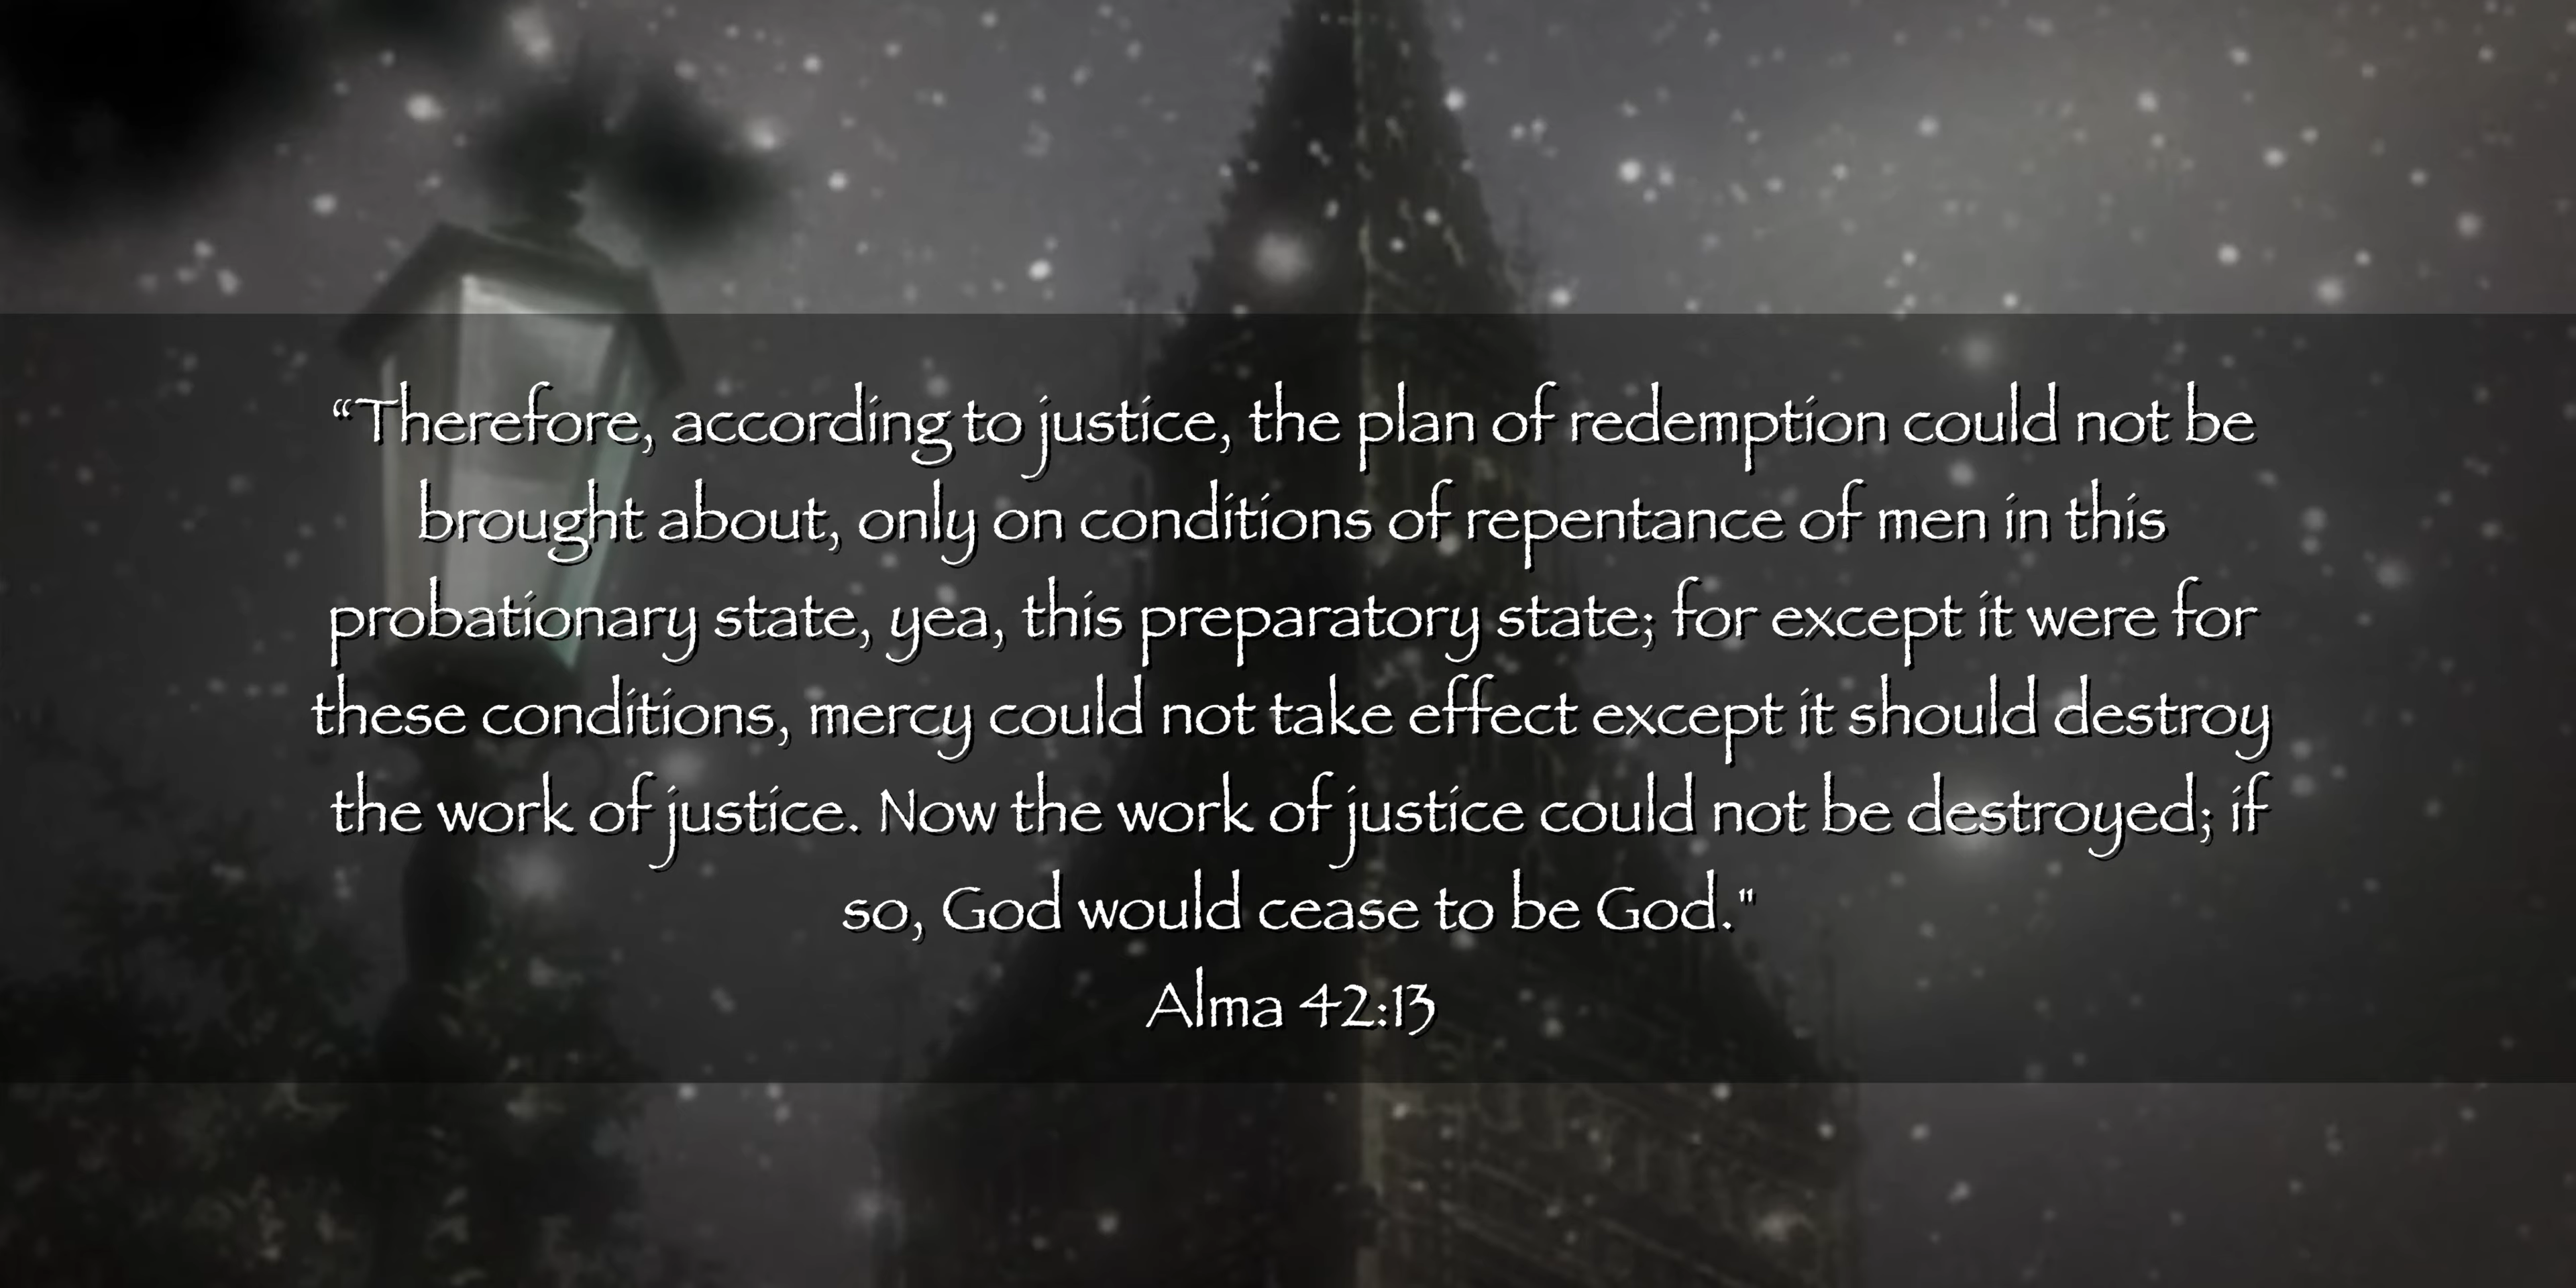 “Therefore, according to justice, the plan of redemption could not be
brought about, only on conditions of repentance of men in this
probationary state, yea, this preparatory state; for except it were for
these conditions, mercy could not take effect except it should destroy
the work of justice. Now the work of justice could not be destroyed; if
so, God would cease to be God."
Alma 42:13